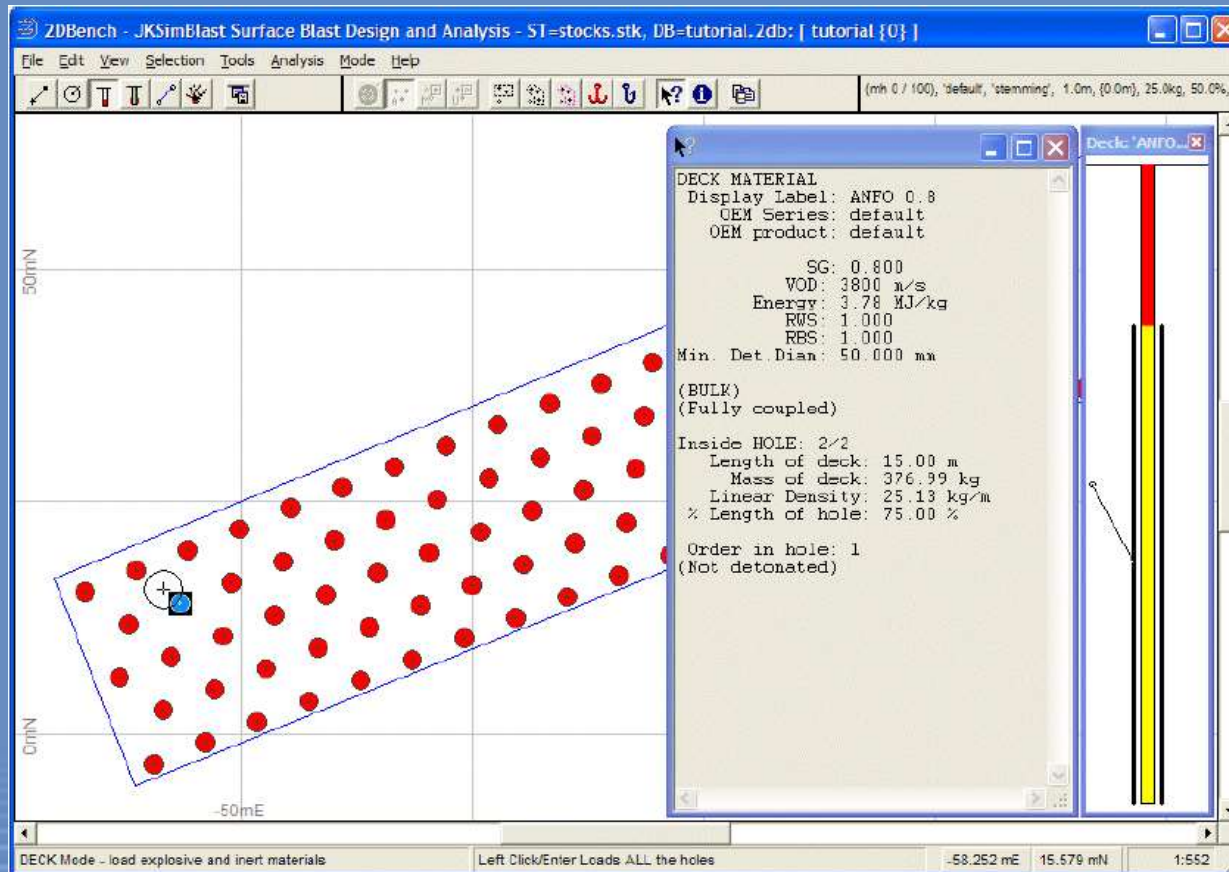 2DBench - JKSimBlast Surface Blast Design and Analysis - ST=stocks.stk, DB=tutorial.2db: [ tutorial {0} ]
File Edit View Selection Tools Analysis Mode Help
(mh 0 / 100), 'default', 'stemming', 1.0m, {0.0m}, 25.0kg, 50.0%,
Deck: 'ANFO...
DECK MATERIAL
Display Label: ANFO 0.8
OEM Series: default
OEM product: default
SG: 0.800
VOD: 3800 m/s
Energy: 3.78 MJ/kg
RWS: 1.000
RBS: 1.000
Min. Det.Diam: 50.000 mm
(BULK)
(Fully coupled)
Inside HOLE: 2/2
Length of deck: 15.00 m
Mass of deck: 376.99 kg
Linear Density: 25.13 kg/m
% Length of hole: 75.00 %
Order in hole: 1
(Not detonated)
50mN
0mN
-50mE
DECK Mode - load explosive and inert materials
Left Click/Enter Loads ALL the holes
-58.252 mE
15.579 mN
1:552